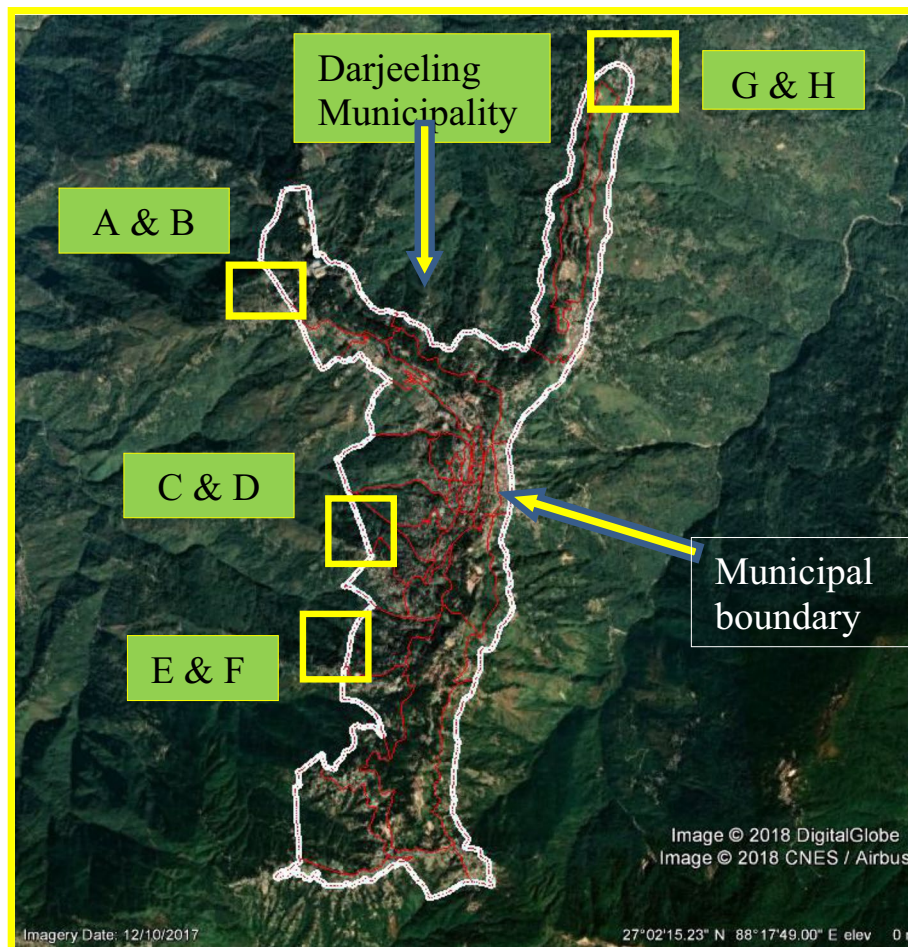 Darjeeling
Municipality
G & H
A & B
C & D
Municipal
boundary
E & F
Image © 2018 DigitalGlobe
Image © 2018 CNES / Airbus
Imagery Date: 12/10/2017
27°02'15.23" N 88°17'49.00" E elev 0 m